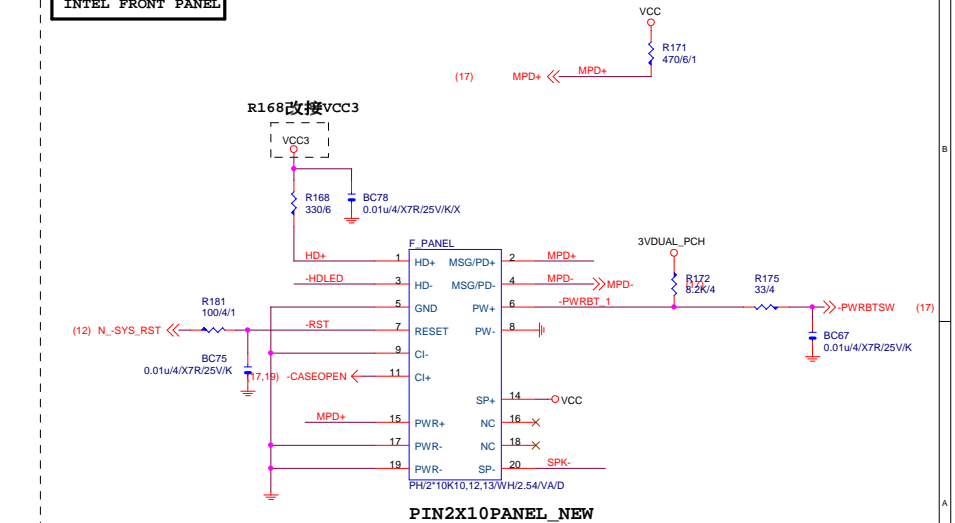 INTEL FRONT PANEL
VCC
R171
470/6/1
(17) MPD+ MPD+
R168改接VCC3
VCC3
R168
330/6
BC78
0.01u/4/X7R/25V/K/X
F_PANEL
3VDUAL_PCH
HD+ 1 HD+ MSG/PD+ 2 MPD+
-HDLED 3 HD- MSG/PD- 4 MPD- MPD-
R172
8.2K/4
R175
33/4
5 GND PW+ 6 -PWRBT_1 -PWRBTSW (17)
R181
100/4/1
(12) N_-SYS_RST -RST 7 RESET PW- 8
BC67
0.01u/4/X7R/25V/K
9 CI-
BC75
0.01u/4/X7R/25V/K
(17,19) -CASEOPEN 11 CI+
SP+ 14 VCC
MPD+ 15 PWR+ NC 16
17 PWR- NC 18
19 PWR- SP- 20 SPK-
PH/2*10K10,12,13/WH/2.54/VA/D
PIN2X10PANEL_NEW
B
A